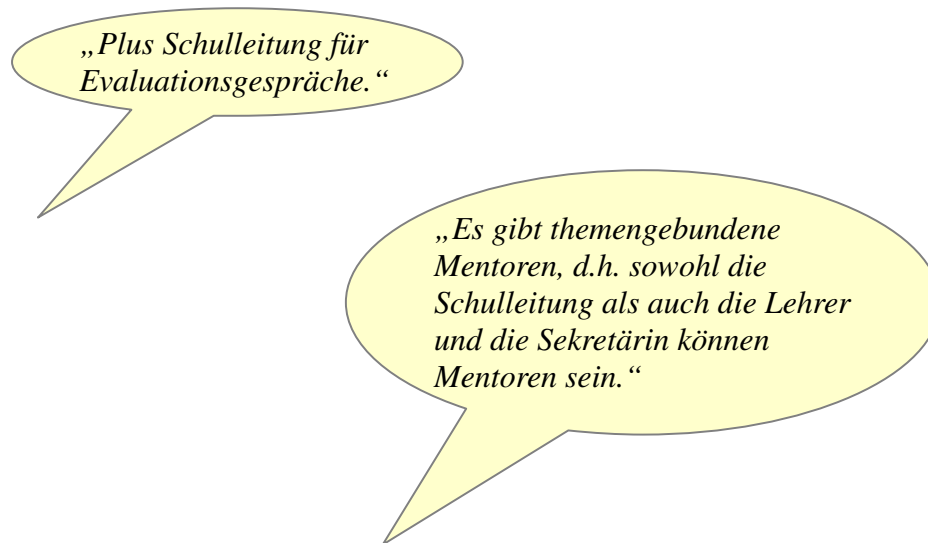 „Plus Schulleitung für
Evaluationsgespräche.“
„Es gibt themengebundene
Mentoren, d.h. sowohl die
Schulleitung als auch die Lehrer
und die Sekretärin können
Mentoren sein.“